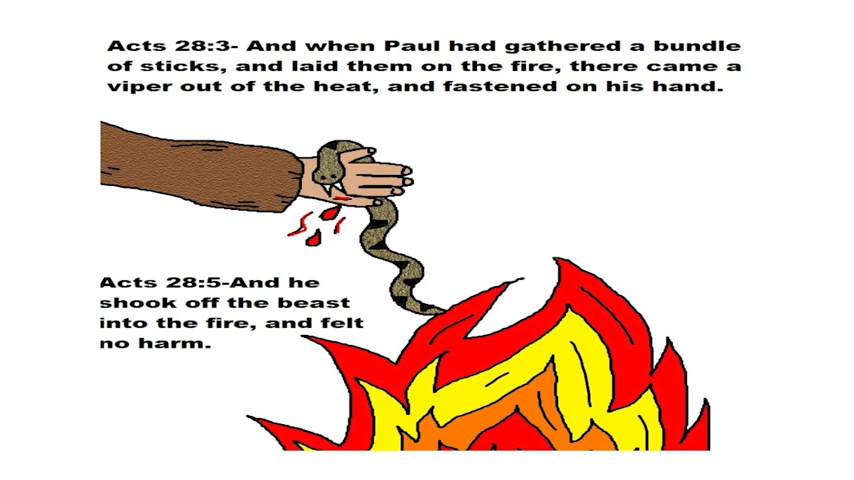 Acts 28:3- And when Paul had gathered a bundle
of sticks, and laid them on the fire, there came a
viper out of the heat, and fastened on his hand.
Acts 28:5-And he
shook off the beast
into the fire, and felt
no harm.